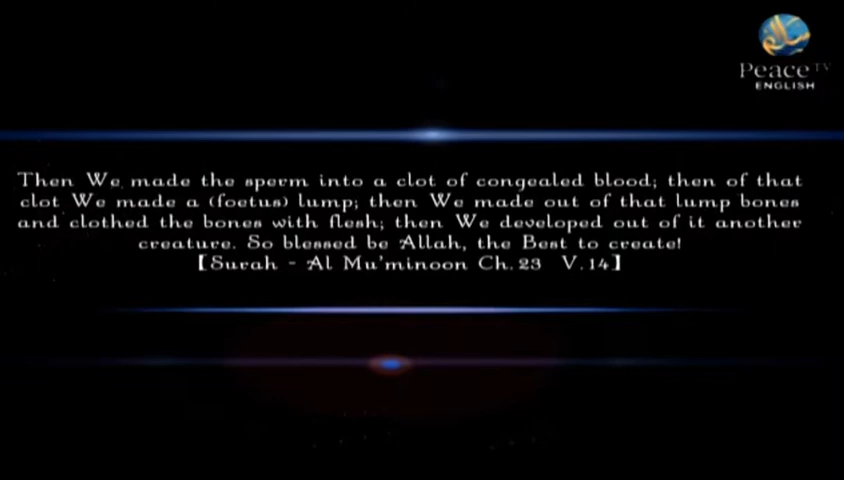 سلام
Peace TV
ENGLISH
Then We made the sperm into a clot of congealed blood; then of that
clot We made a (foetus) lump; then We made out of that lump bones
and clothed the bones with flesh; then We developed out of it another
creature. So blessed be Allah, the Best to create!
[Surah - Al Mu'minoon Ch.23 V.14]